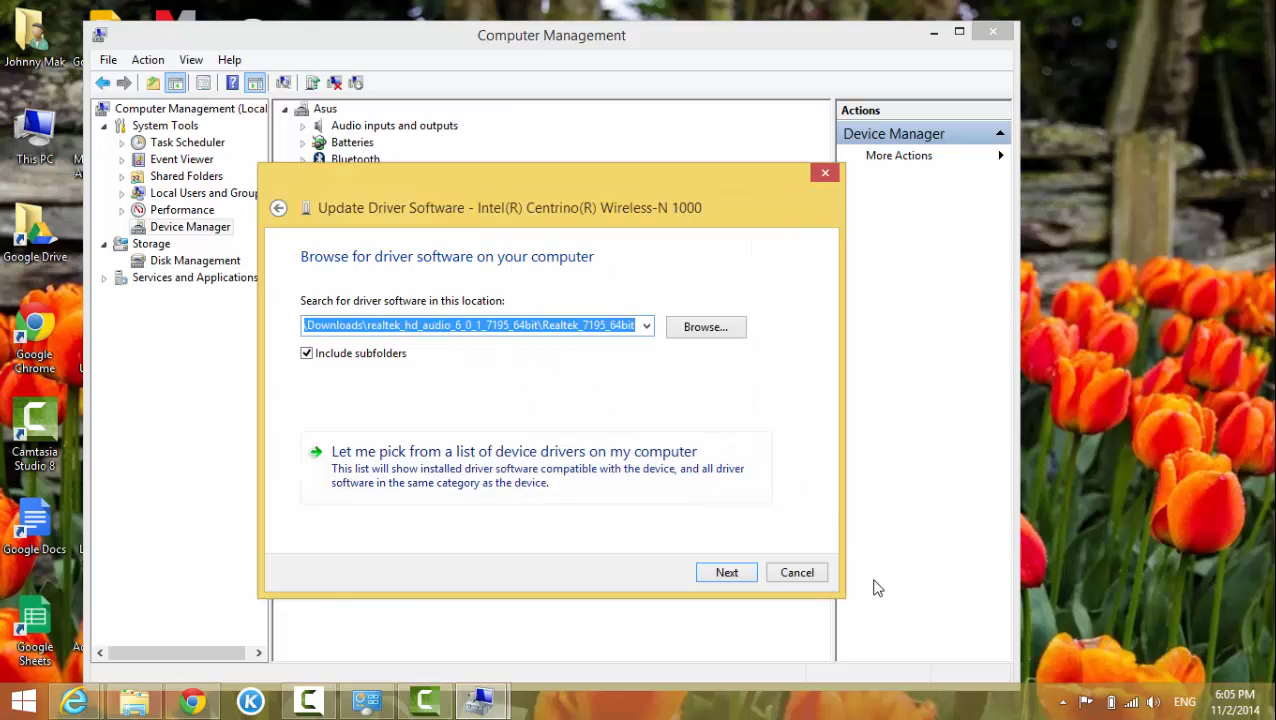 Johnny Mak
This PC
Google Drive
Google
Chrome
Camtasia
Studio 8
Google Docs
Google
Sheets
Computer Management
File Action View Help
Computer Management (Local
System Tools
Task Scheduler
Event Viewer
Shared Folders
Local Users and Group
Performance
Device Manager
Storage
Disk Management
Services and Applications
Asus
Audio inputs and outputs
Batteries
Bluetooth
Actions
Device Manager
More Actions
Update Driver Software - Intel(R) Centrino(R) Wireless-N 1000
Browse for driver software on your computer
Search for driver software in this location:
\Downloads\realtek_hd_audio_6_0_1_7195_64bit\Realtek_7195_64bit
Browse...
Include subfolders
Let me pick from a list of device drivers on my computer
This list will show installed driver software compatible with the device, and all driver
software in the same category as the device.
Next
Cancel
ENG
6:05 PM
11/2/2014